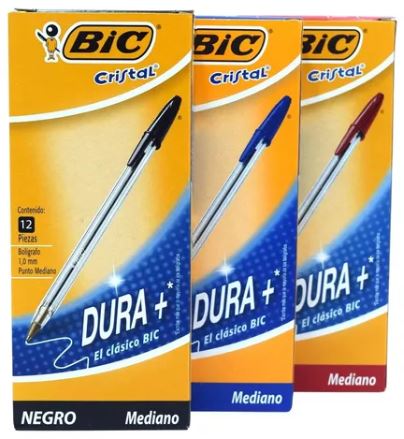 BiC
Cristal
Contenido:
12
Piezas
Bolígrafo
1,0 mm
Punto Mediano
DURA +*
El clásico BIC
NEGRO Mediano
BiC
Cristal
DURA +*
El clásico BIC
Mediano
BiC
Cristal
DURA +*
El clásico BIC
Mediano